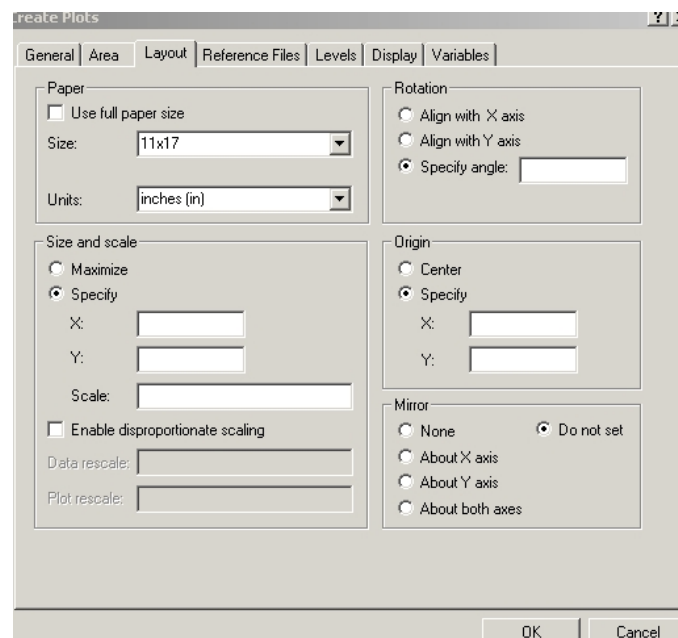 Create Plots
General Area Layout Reference Files Levels Display Variables
Paper
Use full paper size
Size: 11x17
Units: inches (in)
Rotation
Align with X axis
Align with Y axis
Specify angle:
Size and scale
Maximize
Specify
X:
Y:
Scale:
Enable disproportionate scaling
Data rescale:
Plot rescale:
Origin
Center
Specify
X:
Y:
Mirror
None Do not set
About X axis
About Y axis
About both axes
OK Cancel